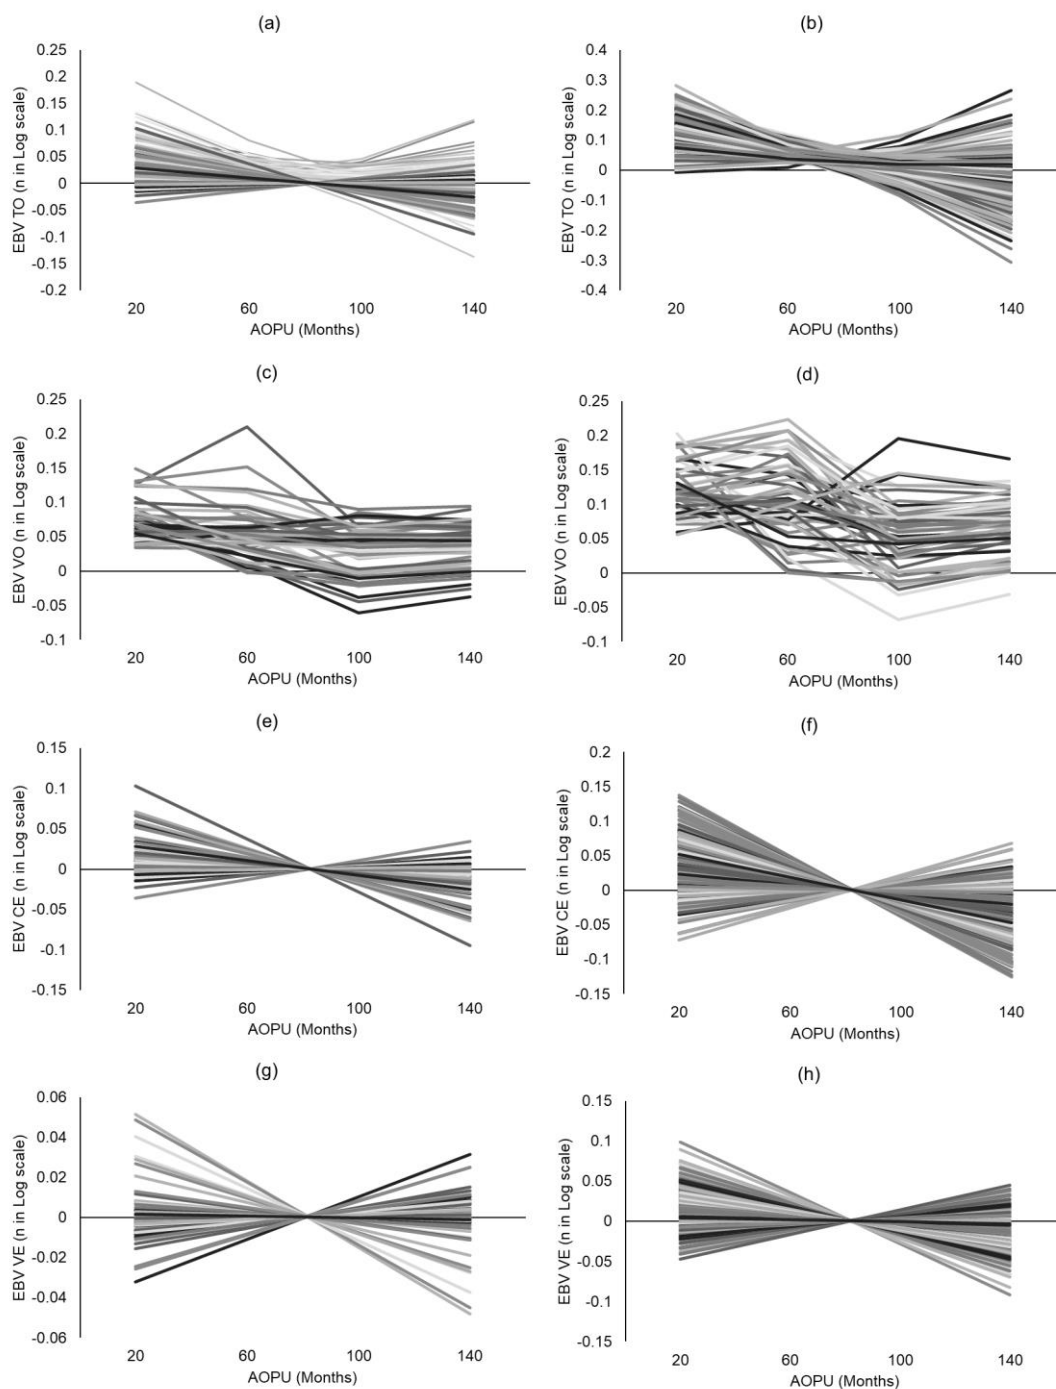 (a)
EBV TO (n in Log scale)
0.25
0.2
0.15
0.1
0.05
0
-0.05
-0.1
-0.15
-0.2
20 60 100 140
AOPU (Months)
(b)
EBV TO (n in Log scale)
0.4
0.3
0.2
0.1
0
-0.1
-0.2
-0.3
-0.4
20 60 100 140
AOPU (Months)
(c)
EBV VO (n in Log scale)
0.25
0.2
0.15
0.1
0.05
0
-0.05
-0.1
20 60 100 140
AOPU (Months)
(d)
EBV VO (n in Log scale)
0.25
0.2
0.15
0.1
0.05
0
-0.05
-0.1
20 60 100 140
AOPU (Months)
(e)
EBV CE (n in Log scale)
0.15
0.1
0.05
0
-0.05
-0.1
-0.15
20 60 100 140
AOPU (Months)
(f)
EBV CE (n in Log scale)
0.2
0.15
0.1
0.05
0
-0.05
-0.1
-0.15
20 60 100 140
AOPU (Months)
(g)
EBV VE (n in Log scale)
0.06
0.04
0.02
0
-0.02
-0.04
-0.06
20 60 100 140
AOPU (Months)
(h)
EBV VE (n in Log scale)
0.15
0.1
0.05
0
-0.05
-0.1
-0.15
20 60 100 140
AOPU (Months)